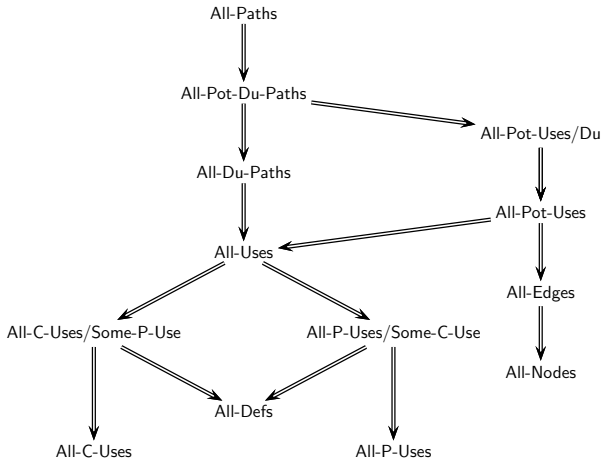 All-Paths
All-Pot-Du-Paths
All-Pot-Uses/Du
All-Du-Paths
All-Pot-Uses
All-Uses
All-Edges
All-C-Uses/Some-P-Use
All-P-Uses/Some-C-Use
All-Nodes
All-Defs
All-C-Uses
All-P-Uses